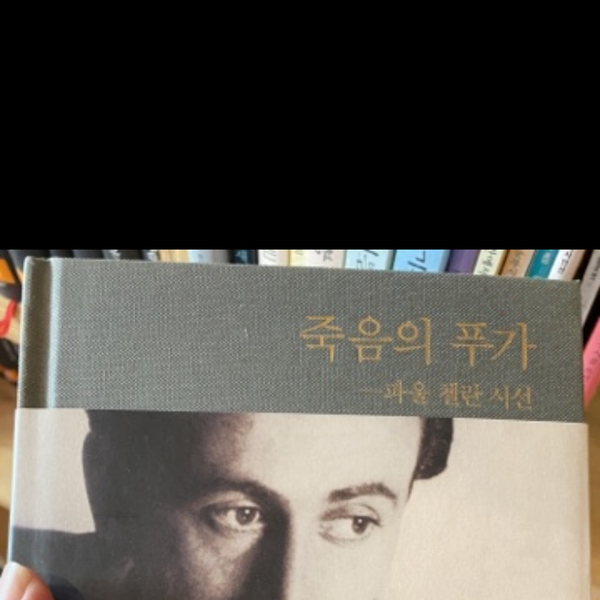 죽음의 푸가
—파울 첼란 시선